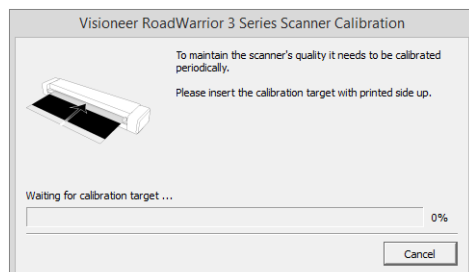 Visioneer RoadWarrior 3 Series Scanner Calibration
To maintain the scanner's quality it needs to be calibrated
periodically.
Please insert the calibration target with printed side up.
Waiting for calibration target ...
0%
Cancel